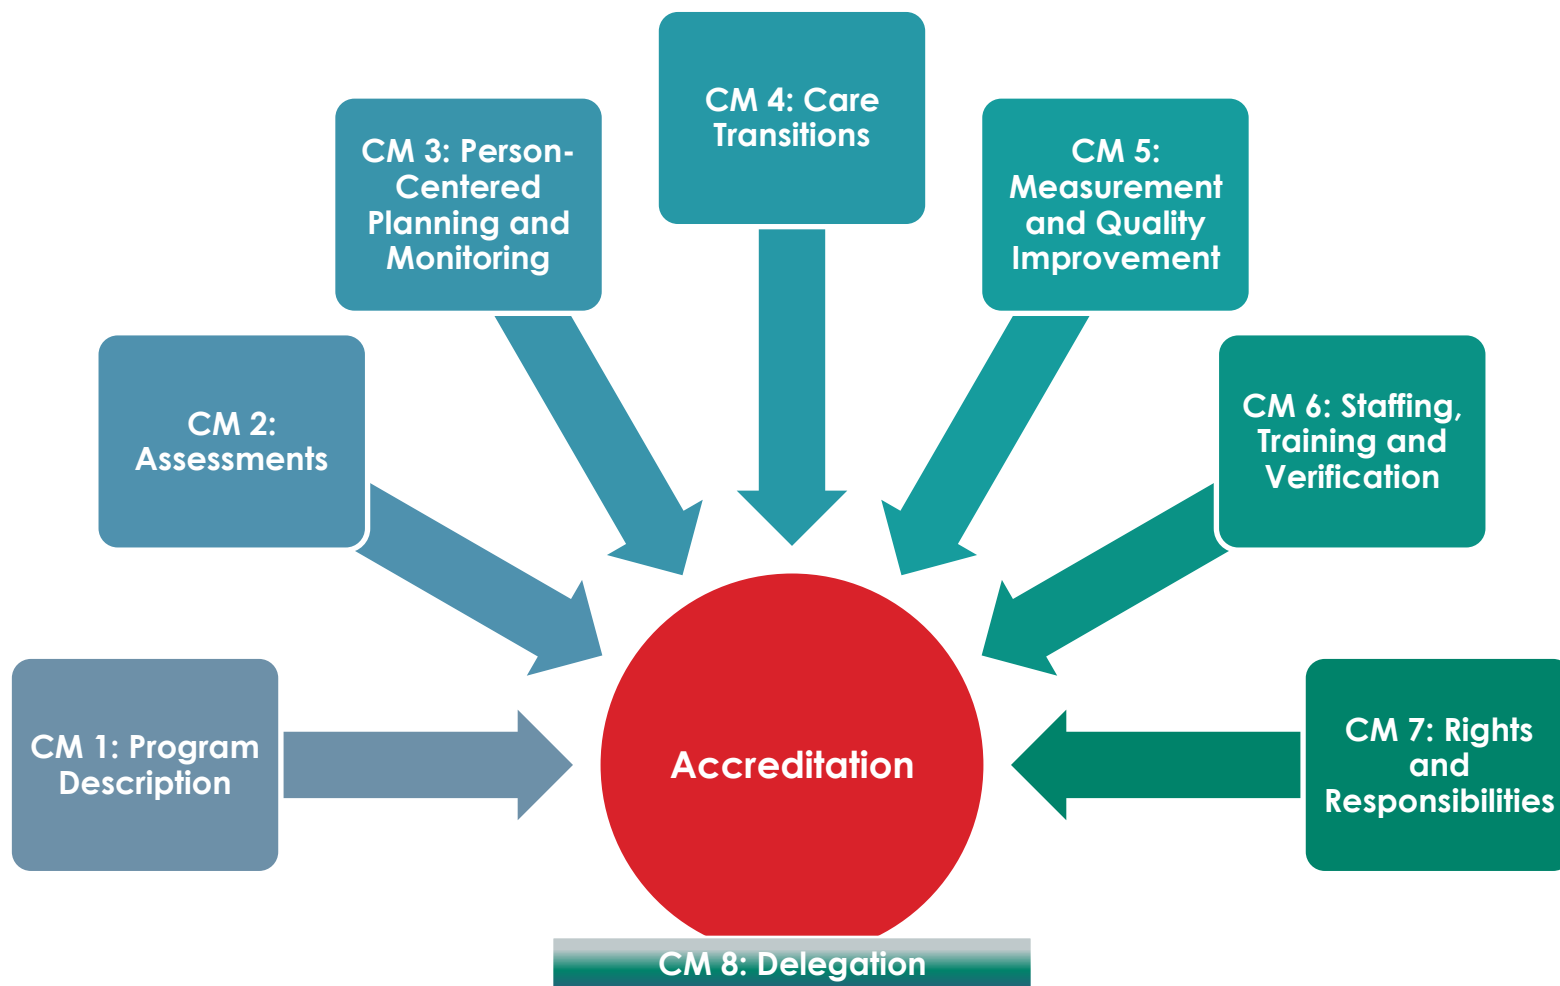 CM 4: Care
Transitions
CM 3: Person-
Centered
Planning and
Monitoring
CM 5:
Measurement
and Quality
Improvement
CM 2:
Assessments
CM 6: Staffing,
Training and
Verification
CM 1: Program
Description
Accreditation
CM 7: Rights
and
Responsibilities
CM 8: Delegation